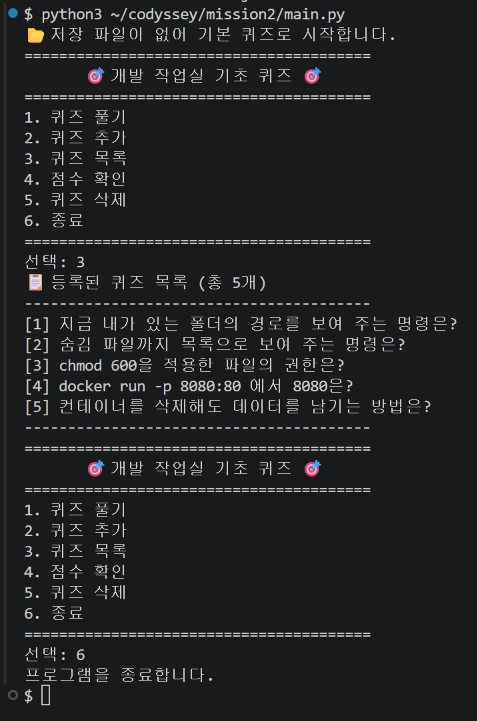 $ python3 ~/codyssey/mission2/main.py
📂 저장 파일이 없어 기본 퀴즈로 시작합니다.
========================================
🎯 개발 작업실 기초 퀴즈 🎯
========================================
1. 퀴즈 풀기
2. 퀴즈 추가
3. 퀴즈 목록
4. 점수 확인
5. 퀴즈 삭제
6. 종료
========================================
선택: 3
📋 등록된 퀴즈 목록 (총 5개)
----------------------------------------
[1] 지금 내가 있는 폴더의 경로를 보여 주는 명령은?
[2] 숨김 파일까지 목록으로 보여 주는 명령은?
[3] chmod 600을 적용한 파일의 권한은?
[4] docker run -p 8080:80 에서 8080은?
[5] 컨테이너를 삭제해도 데이터를 남기는 방법은?
----------------------------------------
========================================
🎯 개발 작업실 기초 퀴즈 🎯
========================================
1. 퀴즈 풀기
2. 퀴즈 추가
3. 퀴즈 목록
4. 점수 확인
5. 퀴즈 삭제
6. 종료
========================================
선택: 6
프로그램을 종료합니다.
$